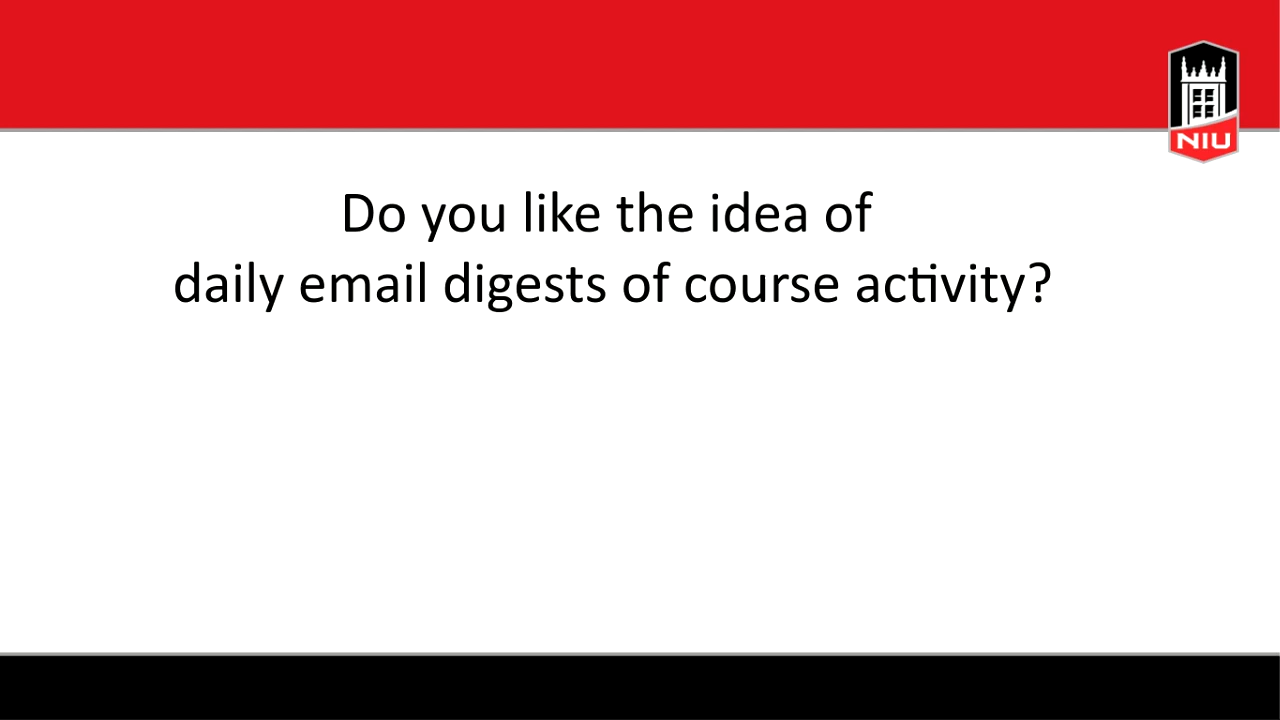 NIU
Do you like the idea of
daily email digests of course activity?